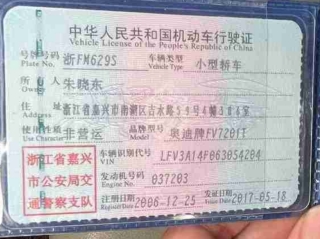 中华人民共和国机动车行驶证
Vehicle License of the People's Republic of China
号牌号码 浙FM629S 车辆类型 小型轿车
Plate No. Vehicle Type
所有人 朱晓东
Owner
住址 浙江省嘉兴市南湖区吉水路
Address
使用性质 非营运 品牌型号 奥迪牌FV7201T
Use Character Model
浙江省嘉兴
市公安局交
通警察支队
车辆识别代号 LFV3A14F063054204
VIN
发动机号码 037203
Engine No.
注册日期 2006-12-25 发证日期 2017-05-18
Register Date Issue Date